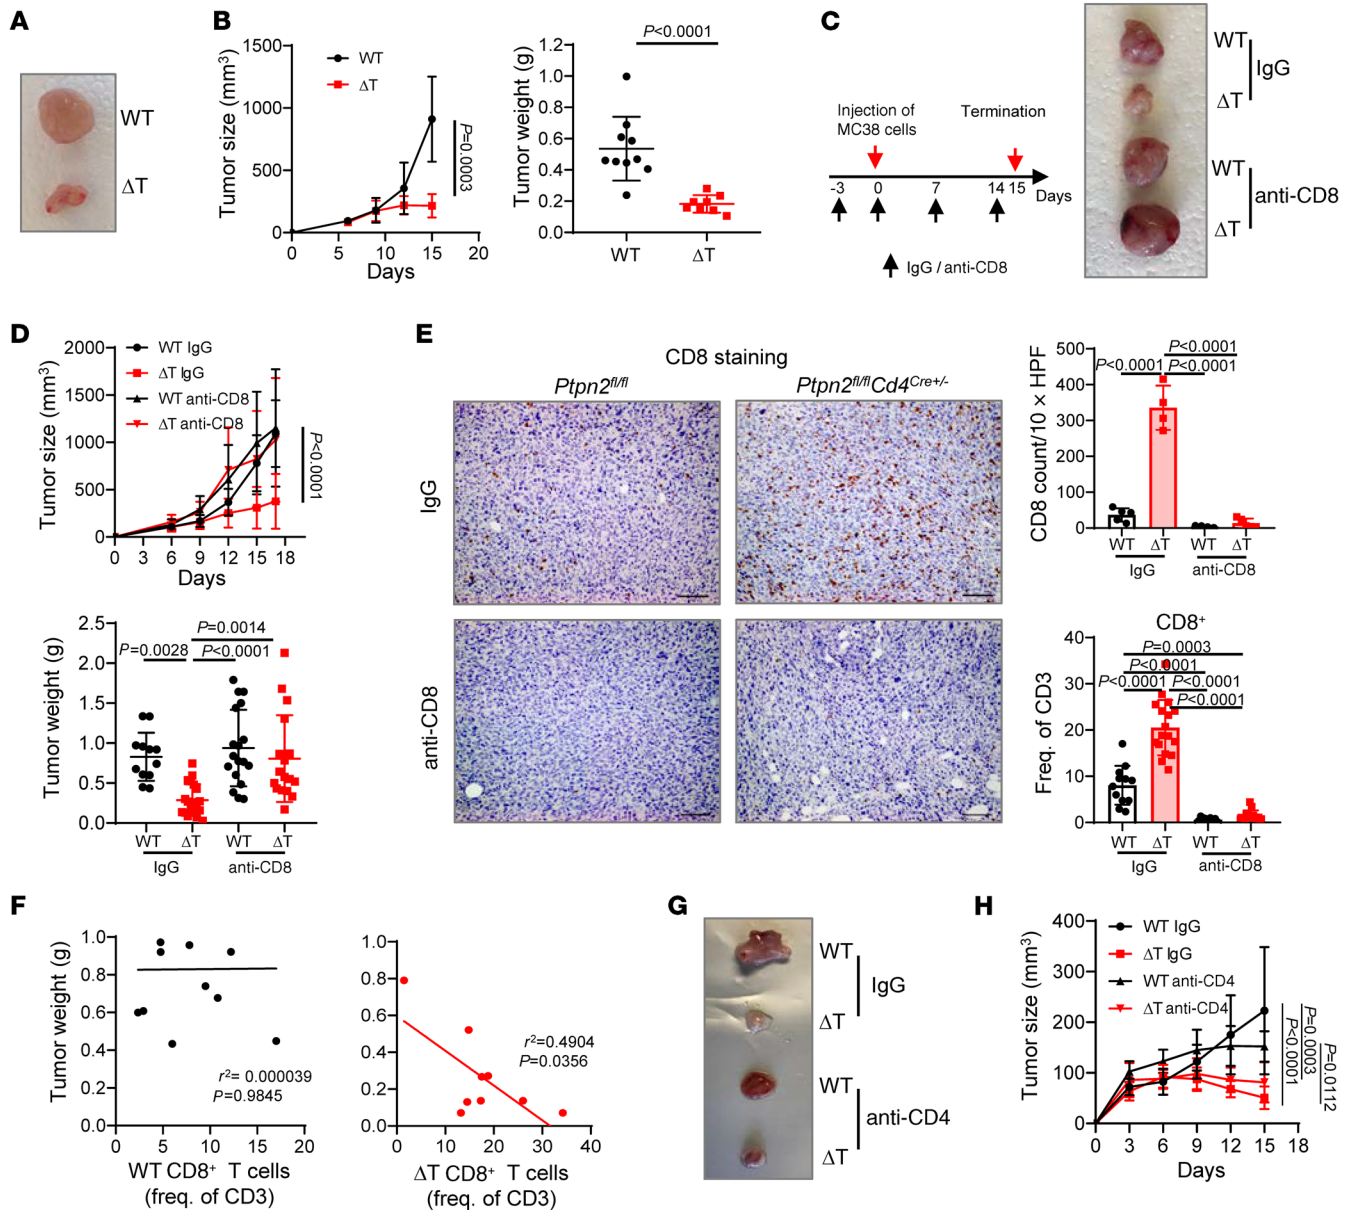 A
WT
ΔT
B
Tumor size (mm³)
1500
1000
500
0
0 5 10 15 20
Days
WT
ΔT
P=0.0003
Tumor weight (g)
1.2
1.0
0.8
0.6
0.4
0.2
0.0
P<0.0001
WT ΔT
C
Injection of
MC38 cells
Termination
-3 0 7 14 15 Days
IgG / anti-CD8
WT
ΔT
IgG
WT
ΔT
anti-CD8
D
Tumor size (mm³)
2000
1500
1000
500
0
0 3 6 9 12 15 18
Days
WT IgG
ΔT IgG
WT anti-CD8
ΔT anti-CD8
P<0.0001
Tumor weight (g)
2.5
2.0
1.5
1.0
0.5
0.0
P=0.0014
P=0.0028 P<0.0001
WT ΔT WT ΔT
IgG anti-CD8
E
CD8 staining
Ptpn2fl/fl Ptpn2fl/flCd4Cre+/-
IgG
anti-CD8
CD8 count/10 × HPF
500
400
300
200
100
0
P<0.0001
P<0.0001 P<0.0001
WT ΔT WT ΔT
IgG anti-CD8
CD8⁺
Freq. of CD3
40
30
20
10
0
P=0.0003
P<0.0001
P<0.0001 P<0.0001
P<0.0001
WT ΔT WT ΔT
IgG anti-CD8
F
Tumor weight (g)
1.0
0.8
0.6
0.4
0.2
0
0 5 10 15 20
r²= 0.000039
P=0.9845
WT CD8⁺ T cells
(freq. of CD3)
1.0
0.8
0.6
0.4
0.2
0
0 10 20 30 40
r²=0.4904
P=0.0356
ΔT CD8⁺ T cells
(freq. of CD3)
G
WT
ΔT
IgG
WT
ΔT
anti-CD4
H
Tumor size (mm³)
400
300
200
100
0
0 3 6 9 12 15 18
Days
WT IgG
ΔT IgG
WT anti-CD4
ΔT anti-CD4
P<0.0001
P=0.0003
P=0.0112